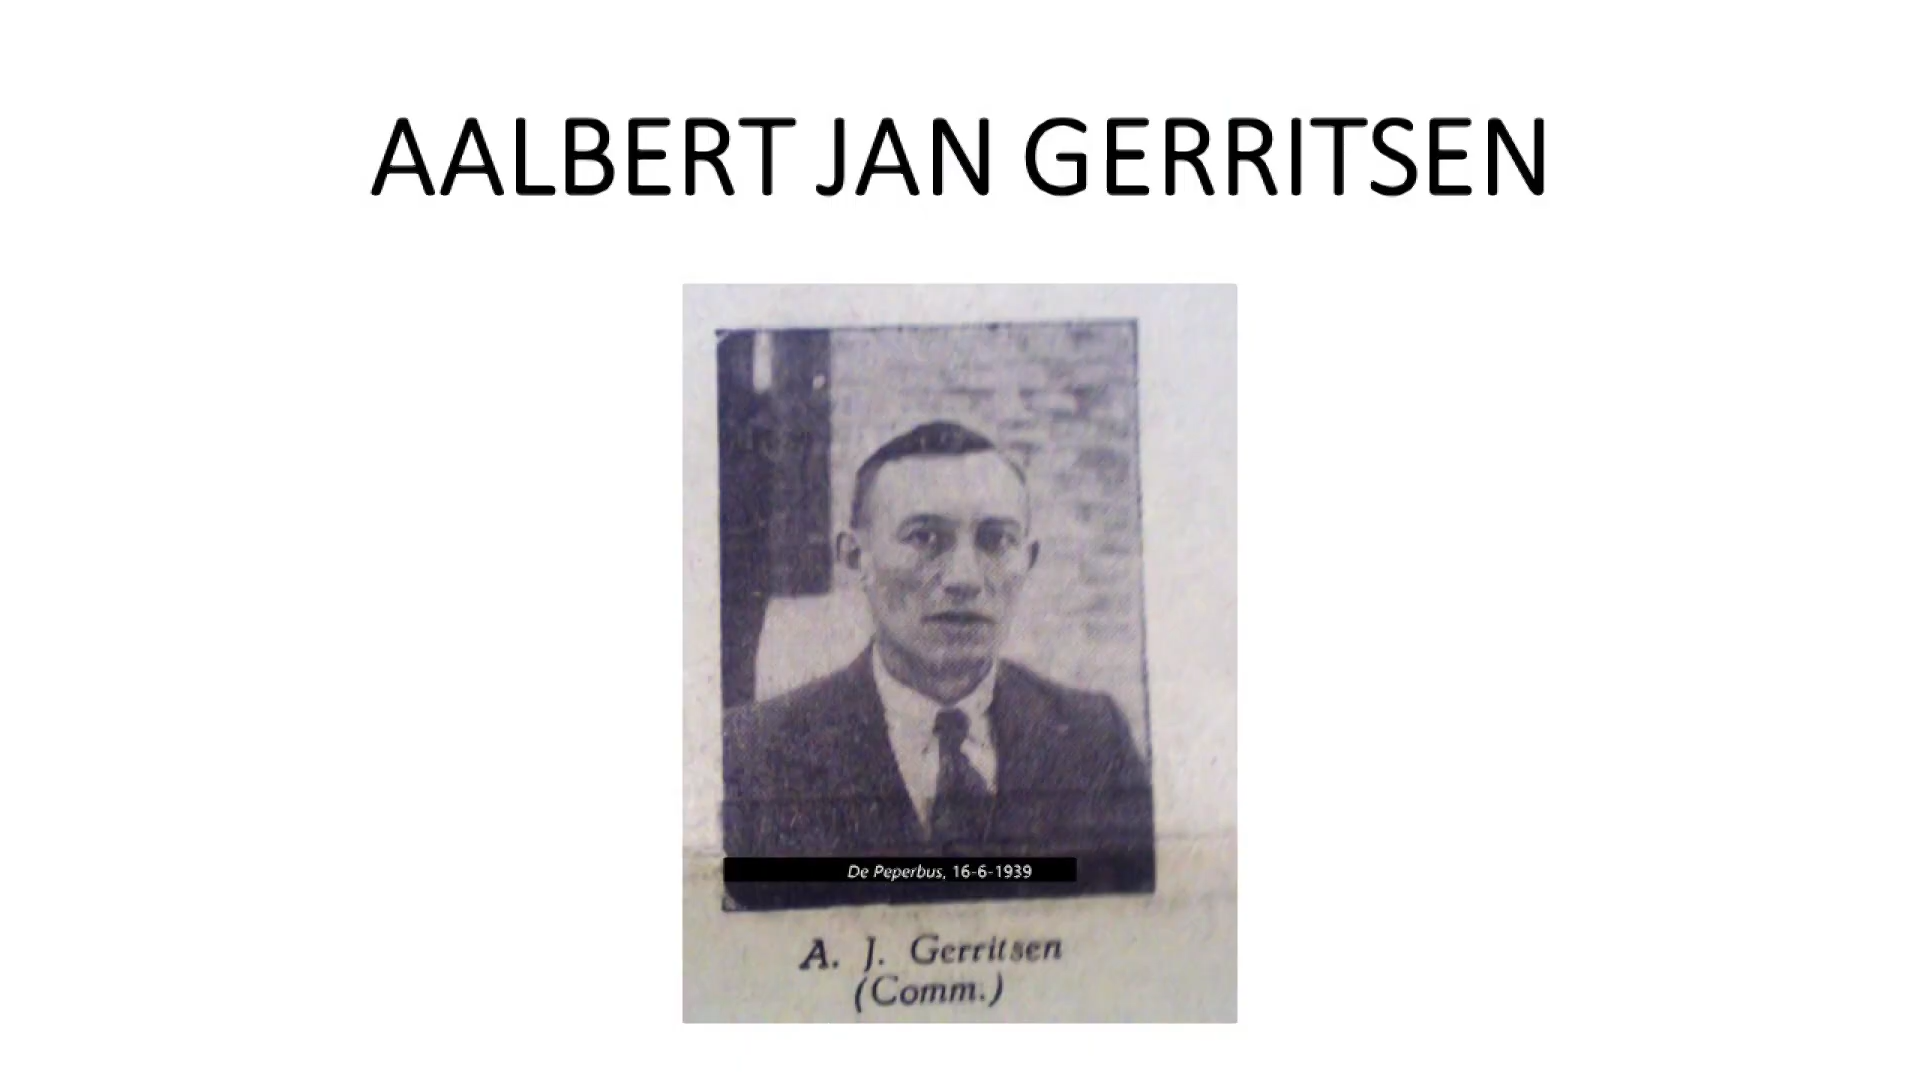 AALBERT JAN GERRITSEN
De Peperbus, 16-6-1939
A. J. Gerritsen
(Comm.)